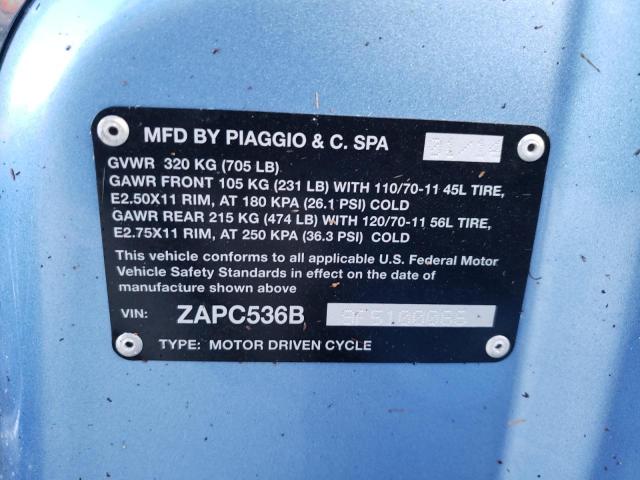 MFD BY PIAGGIO & C. SPA
GVWR 320 KG (705 LB)
GAWR FRONT 105 KG (231 LB) WITH 110/70-11 45L TIRE,
E2.50X11 RIM, AT 180 KPA (26.1 PSI) COLD
GAWR REAR 215 KG (474 LB) WITH 120/70-11 56L TIRE,
E2.75X11 RIM, AT 250 KPA (36.3 PSI) COLD
This vehicle conforms to all applicable U.S. Federal Motor
Vehicle Safety Standards in effect on the date of
manufacture shown above
VIN: ZAPC536B
TYPE: MOTOR DRIVEN CYCLE